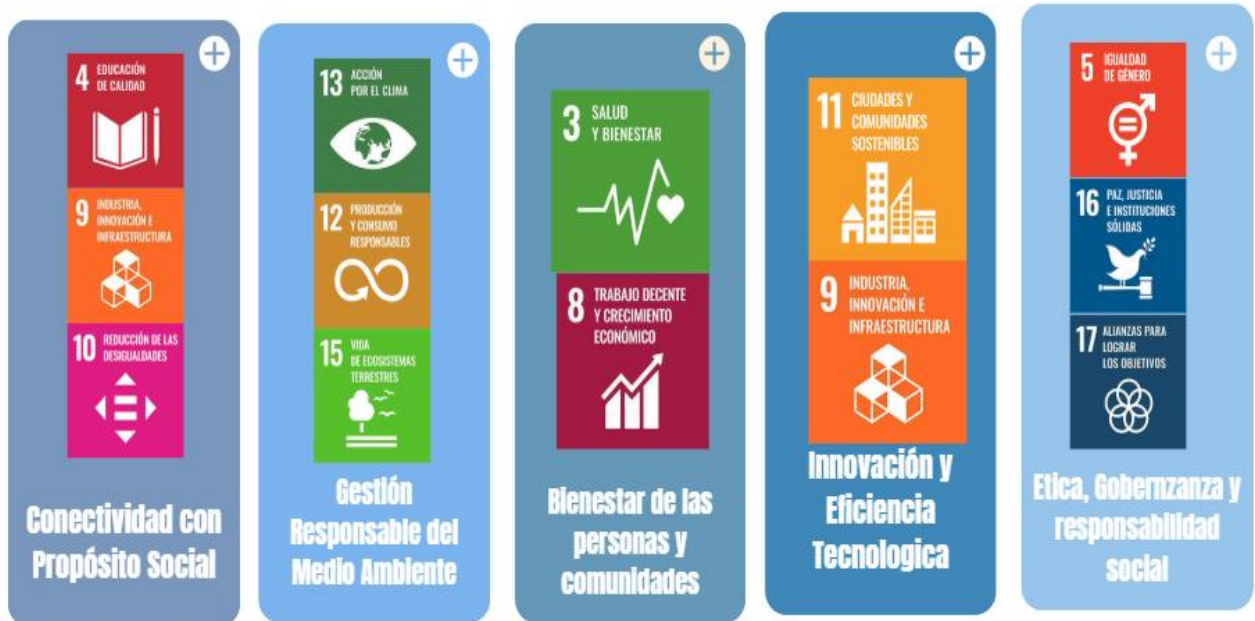 4 EDUCACIÓN
DE CALIDAD
9 INDUSTRIA,
INNOVACIÓN E
INFRAESTRUCTURA
10 REDUCCIÓN DE LAS
DESIGUALDADES
Conectividad con
Propósito Social
13 ACCIÓN
POR EL CLIMA
12 PRODUCCIÓN
Y CONSUMO
RESPONSABLES
15 VIDA
DE ECOSISTEMAS
TERRESTRES
Gestión
Responsable del
Medio Ambiente
3 SALUD
Y BIENESTAR
8 TRABAJO DECENTE
Y CRECIMIENTO
ECONÓMICO
Bienestar de las
personas y
comunidades
11 CIUDADES Y
COMUNIDADES
SOSTENIBLES
9 INDUSTRIA,
INNOVACIÓN E
INFRAESTRUCTURA
Innovación y
Eficiencia
Tecnologica
5 IGUALDAD
DE GÉNERO
16 PAZ, JUSTICIA
E INSTITUCIONES
SÓLIDAS
17 ALIANZAS PARA
LOGRAR
LOS OBJETIVOS
Etica, Gobernzanza y
responsabilidad
social